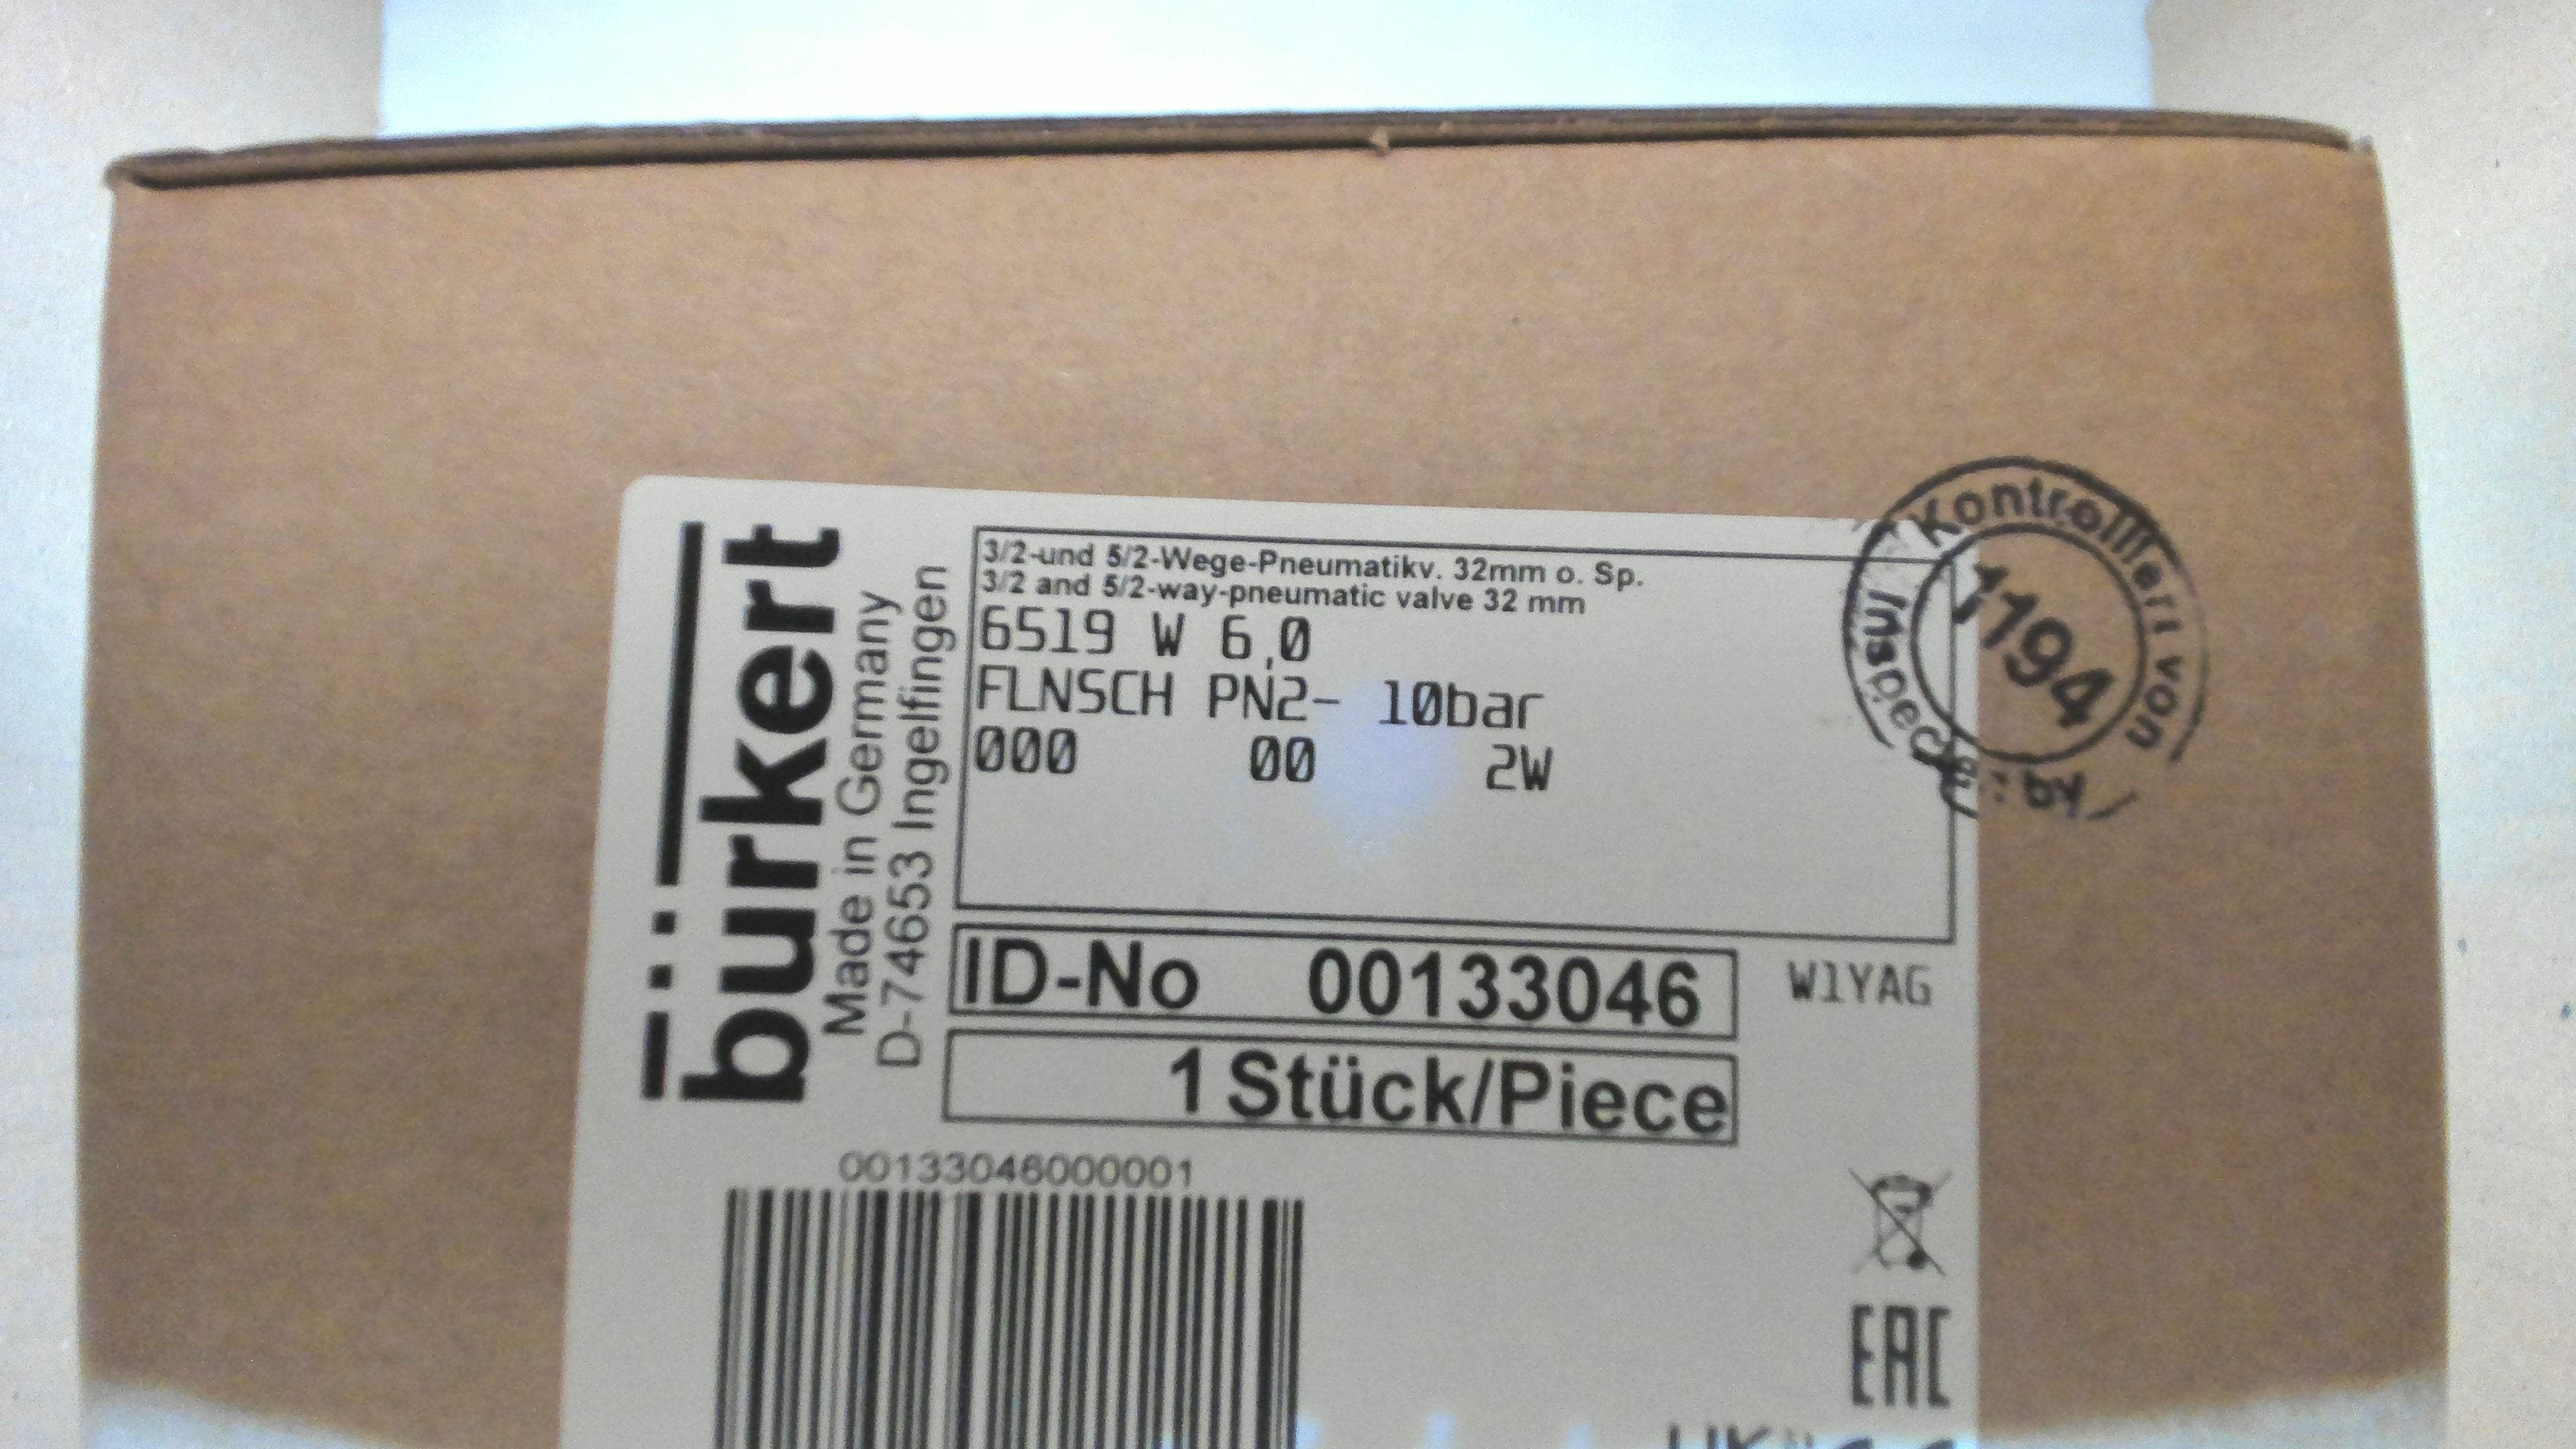 bürkert
Made in Germany
D-74653 Ingelfingen
3/2-und 5/2-Wege-Pneumatikv. 32mm o. Sp.
3/2 and 5/2-way-pneumatic valve 32 mm
6519 W 6,0
FLNSCH PN2- 10bar
000 00 2W
Kontrolliert von
1194
Inspected by
ID-No 00133046
W1YAG
1 Stück/Piece
00133046000001
EAC